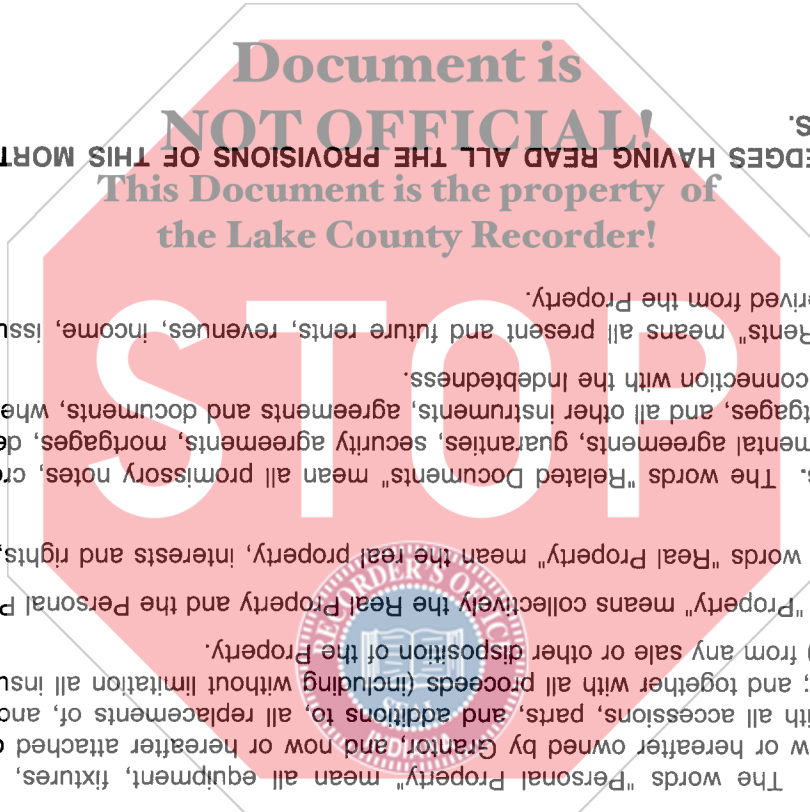 Document is
NOT OFFICIAL!
This Document is the property of
the Lake County Recorder!
STOP
RECORDER'S OFFICE
SEAL
The words "Personal Property" mean all equipment, fixtures,
w or hereafter owned by Grantor, and now or hereafter attached
ith all accessions, parts, and additions to, all replacements of, and
; and together with all proceeds (including without limitation all insu
) from any sale or other disposition of the Property.
"Property" means collectively the Real Property and the Personal P
words "Real Property" mean the real property, interests and rights,
s. The words "Related Documents" mean all promissory notes, cre
mental agreements, guaranties, security agreements, mortgages, de
tgages, and all other instruments, agreements and documents, whe
connection with the Indebtedness.
Rents" means all present and future rents, revenues, income, issu
erived from the Property.
EDGES HAVING READ ALL THE PROVISIONS OF THIS MORT
S.